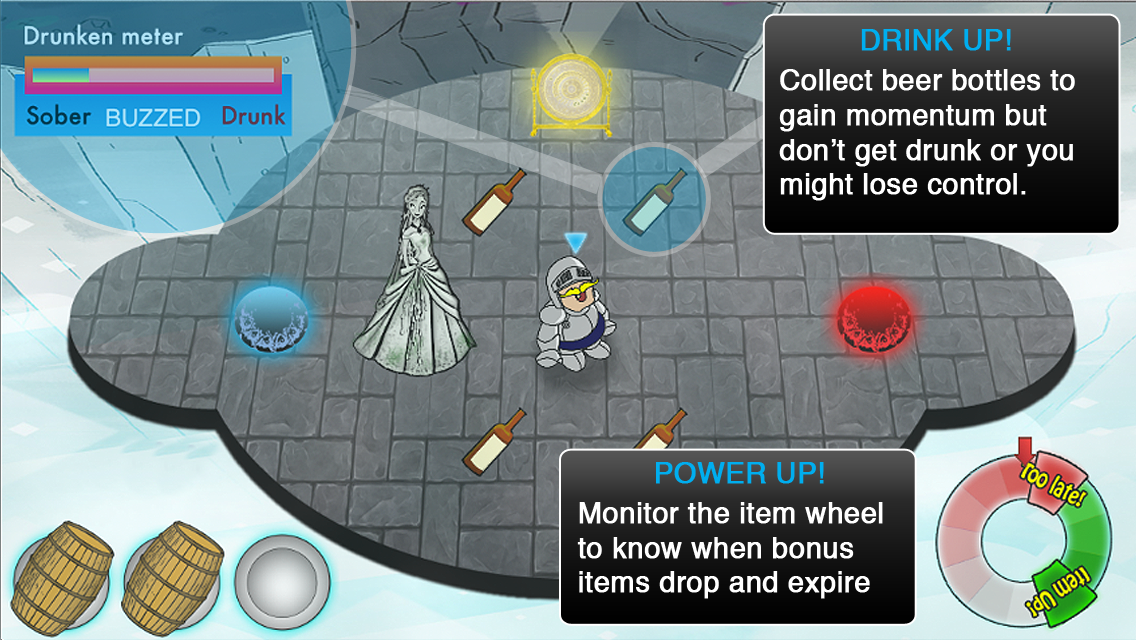 Drunken meter
Sober BUZZED Drunk
DRINK UP!
Collect beer bottles to
gain momentum but
don’t get drunk or you
might lose control.
POWER UP!
Monitor the item wheel
to know when bonus
items drop and expire
Too late!
Item Up!